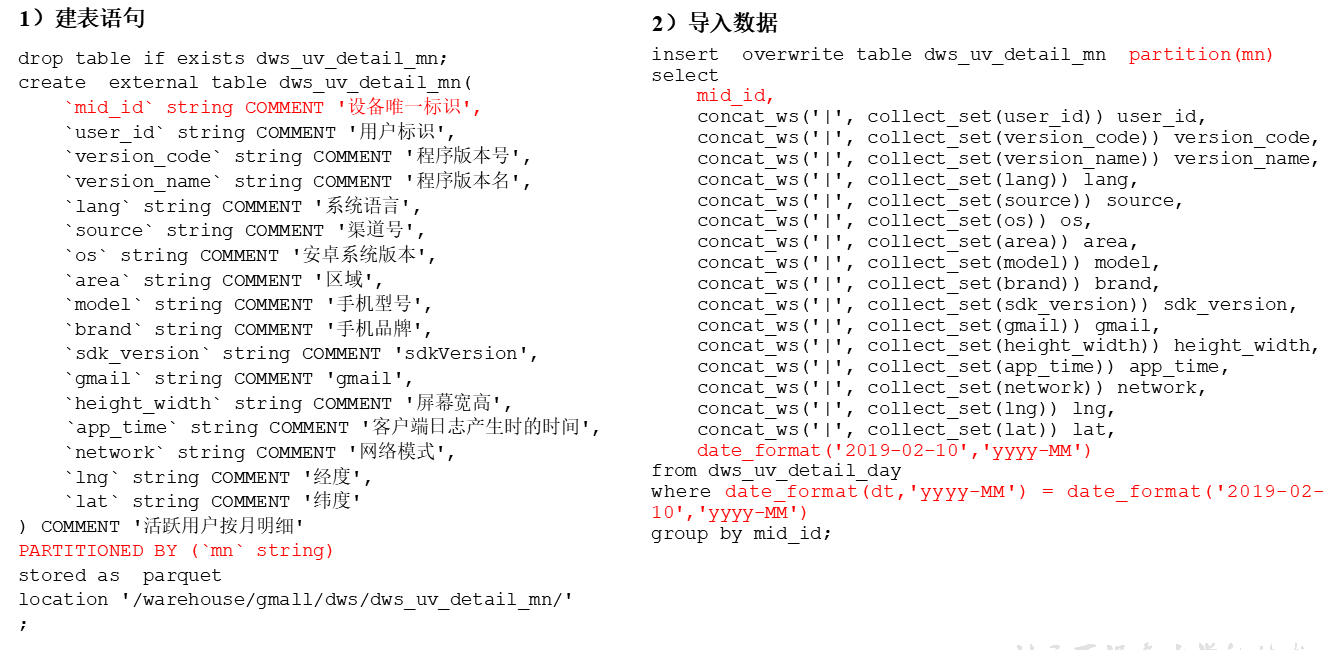 1）建表语句
drop table if exists dws_uv_detail_mn;
create  external table dws_uv_detail_mn(
    `mid_id` string COMMENT '设备唯一标识',
    `user_id` string COMMENT '用户标识',
    `version_code` string COMMENT '程序版本号',
    `version_name` string COMMENT '程序版本名',
    `lang` string COMMENT '系统语言',
    `source` string COMMENT '渠道号',
    `os` string COMMENT '安卓系统版本',
    `area` string COMMENT '区域',
    `model` string COMMENT '手机型号',
    `brand` string COMMENT '手机品牌',
    `sdk_version` string COMMENT 'sdkVersion',
    `gmail` string COMMENT 'gmail',
    `height_width` string COMMENT '屏幕宽高',
    `app_time` string COMMENT '客户端日志产生时的时间',
    `network` string COMMENT '网络模式',
    `lng` string COMMENT '经度',
    `lat` string COMMENT '纬度'
) COMMENT '活跃用户按月明细'
PARTITIONED BY (`mn` string)
stored as  parquet
location '/warehouse/gmall/dws/dws_uv_detail_mn/'
;
2）导入数据
insert  overwrite table dws_uv_detail_mn  partition(mn)
select
    mid_id,
    concat_ws('|', collect_set(user_id)) user_id,
    concat_ws('|', collect_set(version_code)) version_code,
    concat_ws('|', collect_set(version_name)) version_name,
    concat_ws('|', collect_set(lang)) lang,
    concat_ws('|', collect_set(source)) source,
    concat_ws('|', collect_set(os)) os,
    concat_ws('|', collect_set(area)) area,
    concat_ws('|', collect_set(model)) model,
    concat_ws('|', collect_set(brand)) brand,
    concat_ws('|', collect_set(sdk_version)) sdk_version,
    concat_ws('|', collect_set(gmail)) gmail,
    concat_ws('|', collect_set(height_width)) height_width,
    concat_ws('|', collect_set(app_time)) app_time,
    concat_ws('|', collect_set(network)) network,
    concat_ws('|', collect_set(lng)) lng,
    concat_ws('|', collect_set(lat)) lat,
    date_format('2019-02-10','yyyy-MM')
from dws_uv_detail_day
where date_format(dt,'yyyy-MM') = date_format('2019-02-
10','yyyy-MM')
group by mid_id;